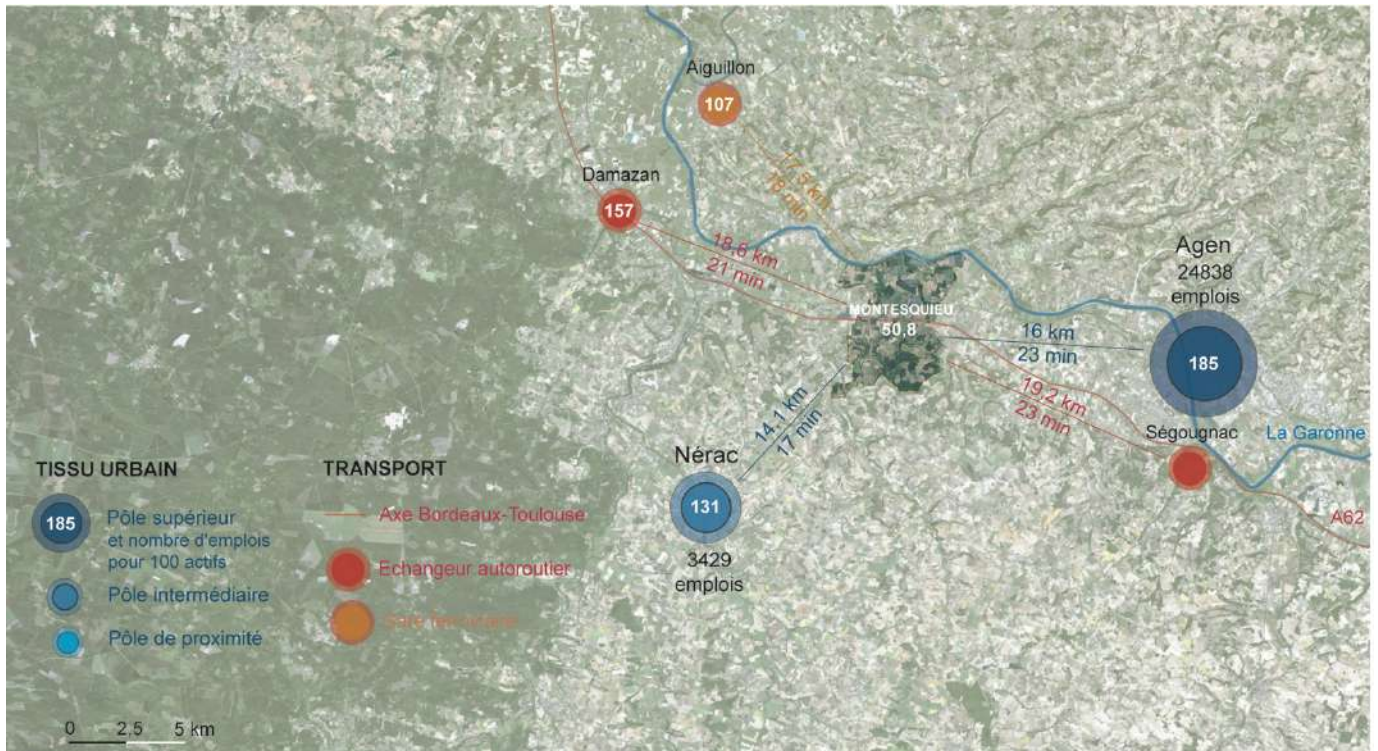 Aiguillon
107
Damazan
157
17,5 km
18 min
18,6 km
21 min
MONTESQUIEU
50,8
Agen
24838
emplois
185
16 km
23 min
19,2 km
23 min
Ségougnac
La Garonne
A62
14,1 km
17 min
Nérac
131
3429
emplois
TISSU URBAIN
185
Pôle supérieur
et nombre d'emplois
pour 100 actifs
Pôle intermédiaire
Pôle de proximité
TRANSPORT
Axe Bordeaux-Toulouse
Echangeur autoroutier
Gare ferroviaire
0 2,5 5 km